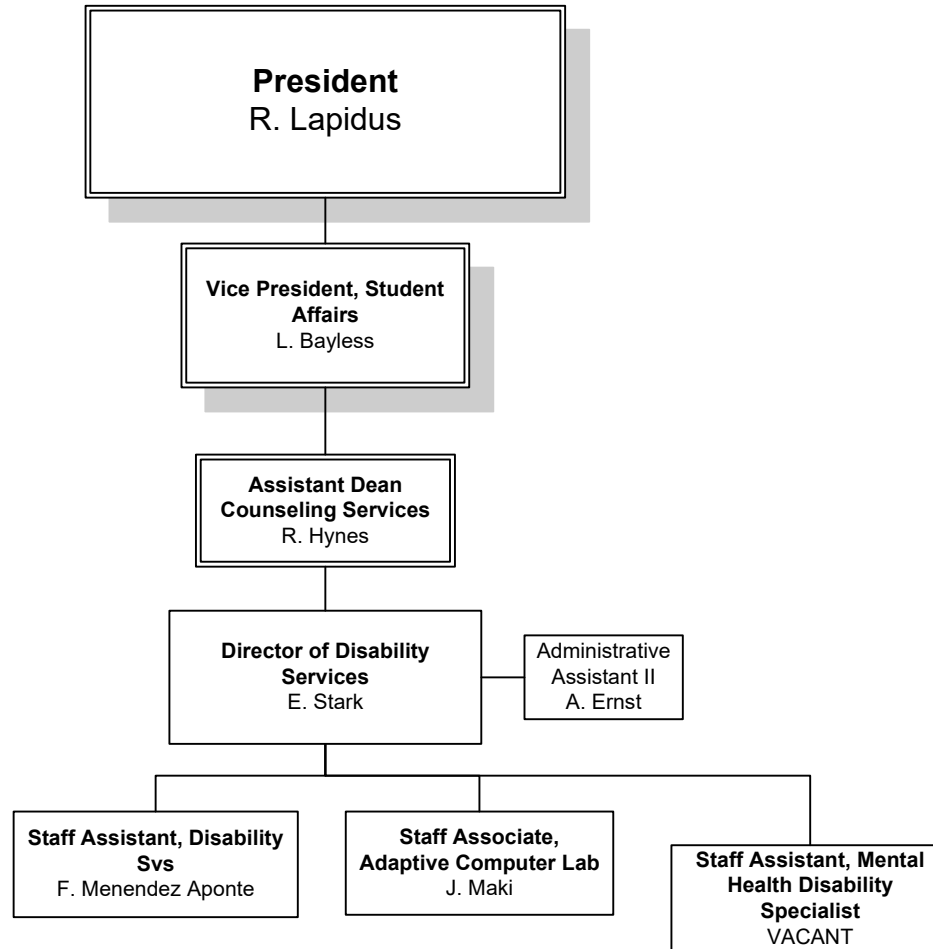 President
R. Lapidus
Vice President, Student
Affairs
L. Bayless
Assistant Dean
Counseling Services
R. Hynes
Director of Disability
Services
E. Stark
Administrative
Assistant II
A. Ernst
Staff Assistant, Disability
Svs
F. Menendez Aponte
Staff Associate,
Adaptive Computer Lab
J. Maki
Staff Assistant, Mental
Health Disability
Specialist
VACANT